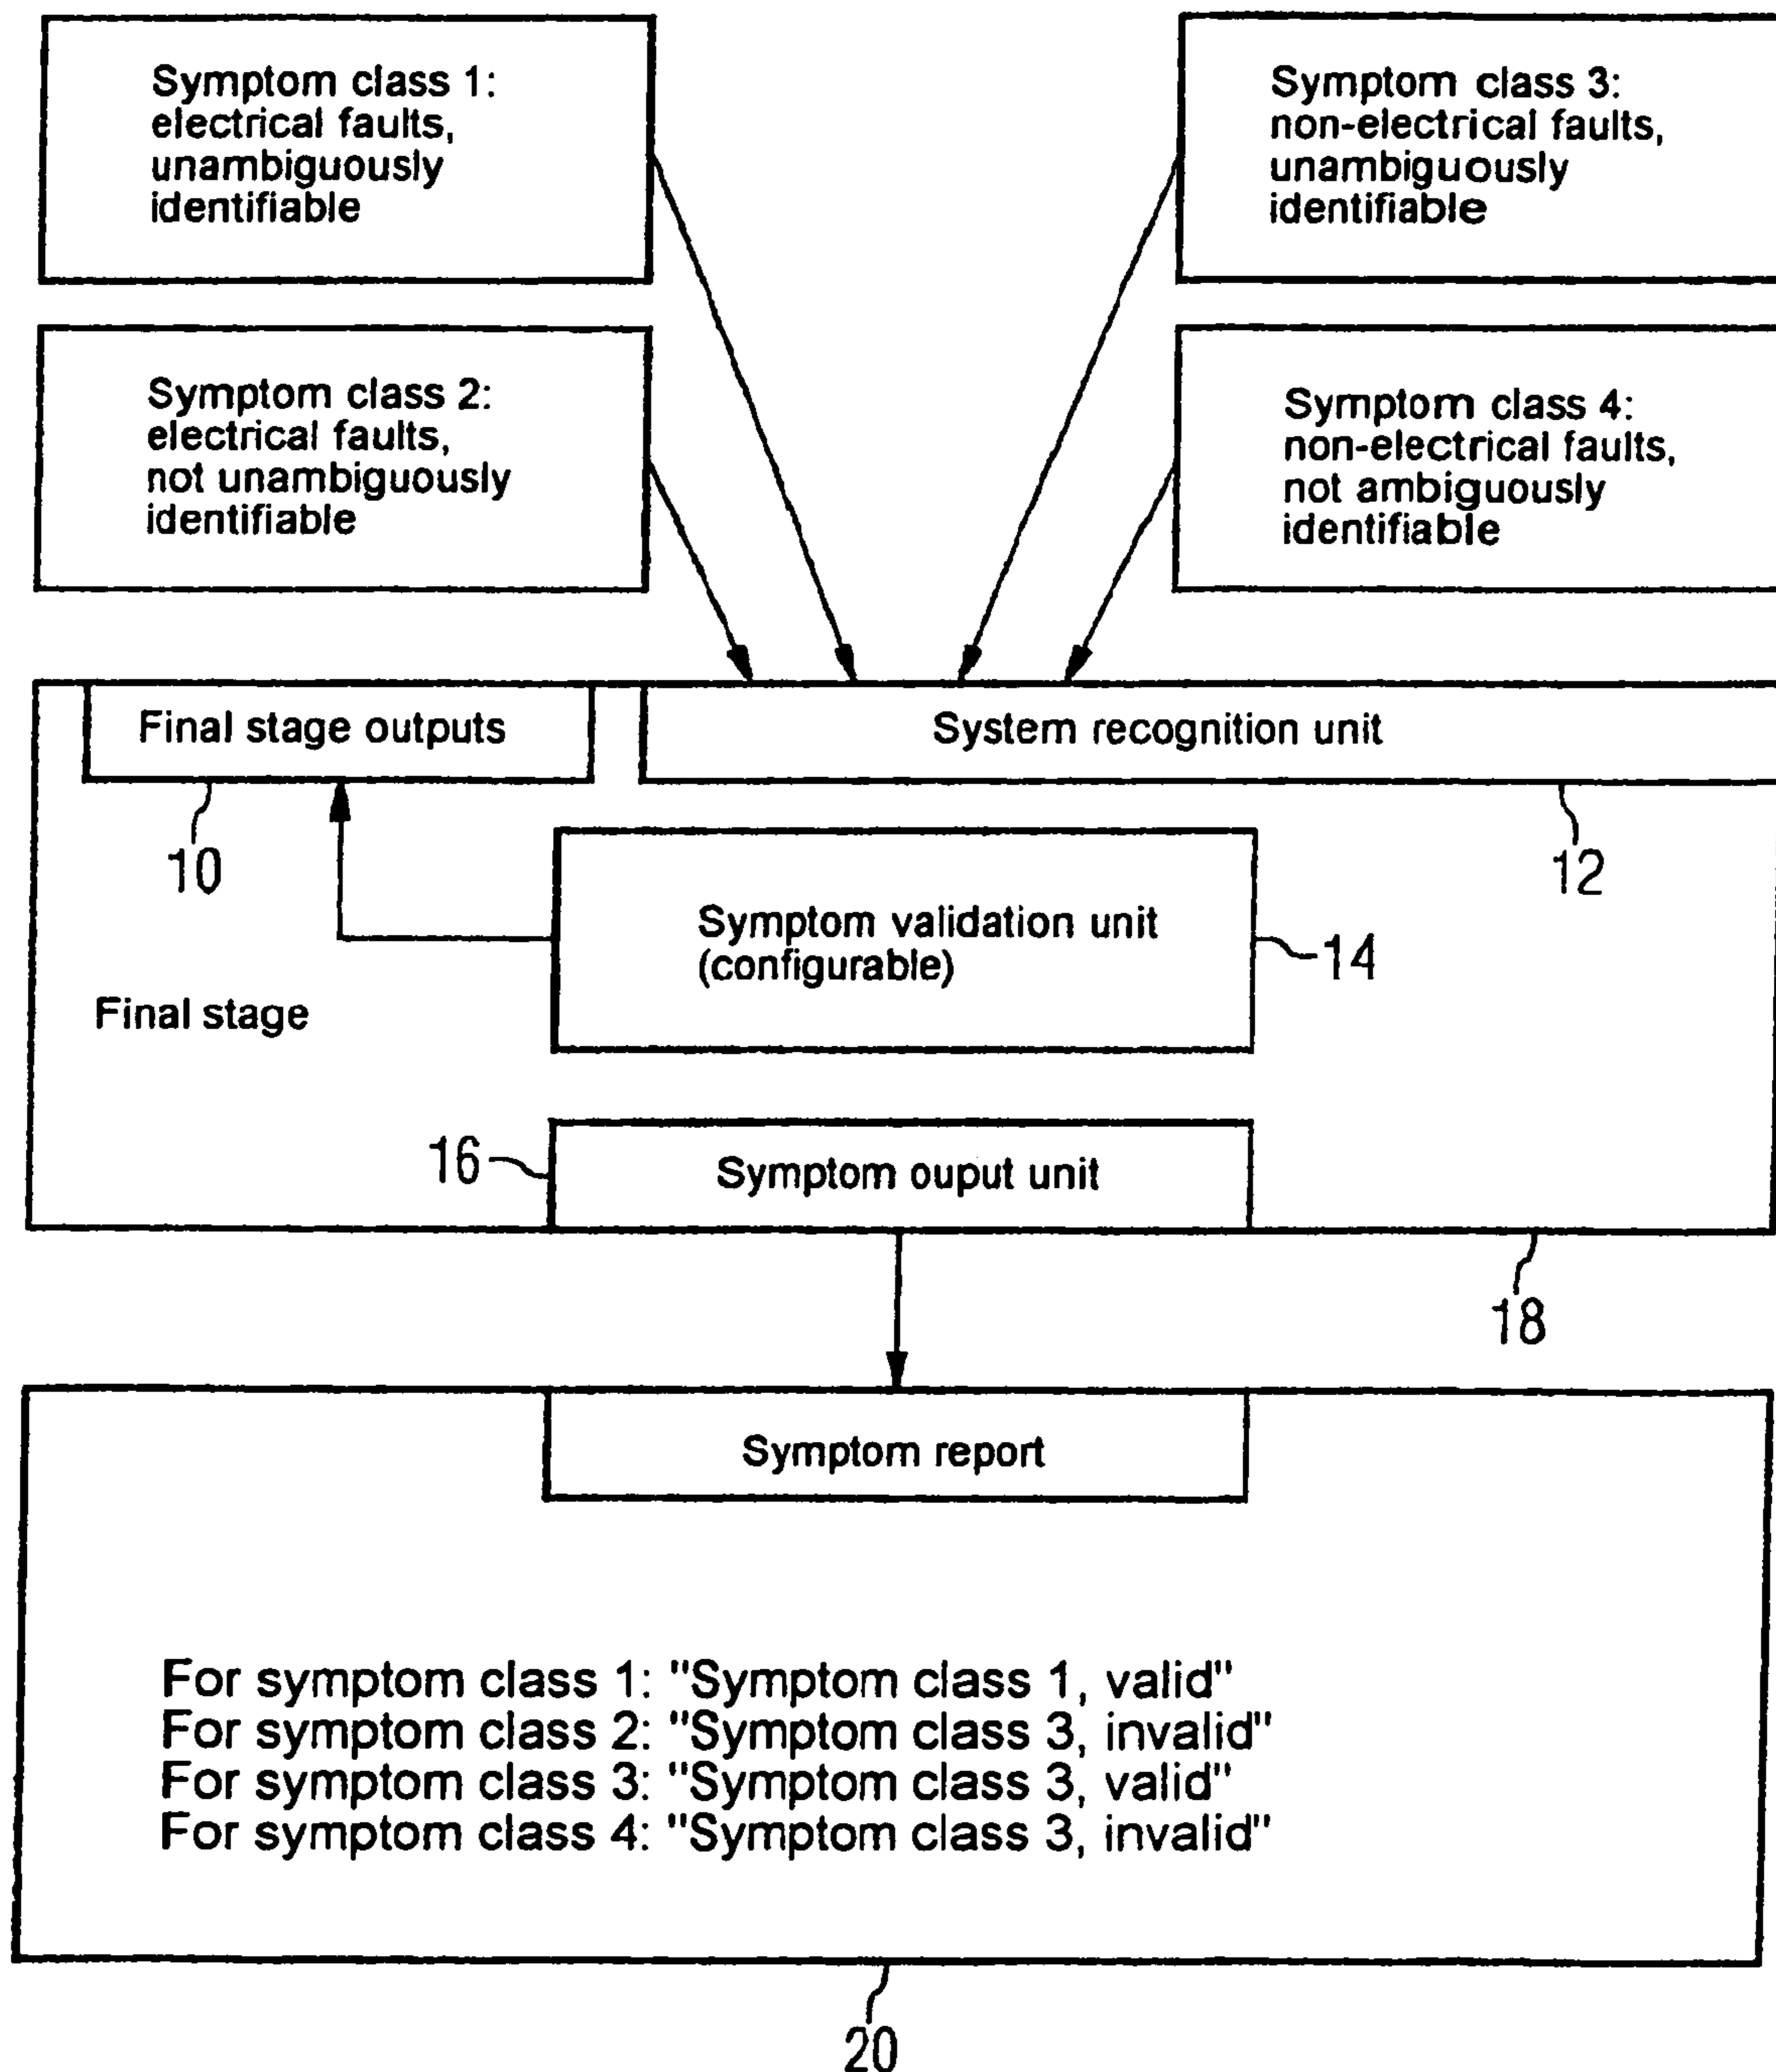 Symptom class 1:
electrical faults,
unambiguously
identifiable
Symptom class 3:
non-electrical faults,
unambiguously
identifiable
Symptom class 2:
electrical faults,
not unambiguously
identifiable
Symptom class 4:
non-electrical faults,
not ambiguously
identifiable
Final stage outputs
System recognition unit
10
12
Symptom validation unit
(configurable)
14
Final stage
16
Symptom ouput unit
18
Symptom report
For symptom class 1: "Symptom class 1, valid"
For symptom class 2: "Symptom class 3, invalid"
For symptom class 3: "Symptom class 3, valid"
For symptom class 4: "Symptom class 3, invalid"
20